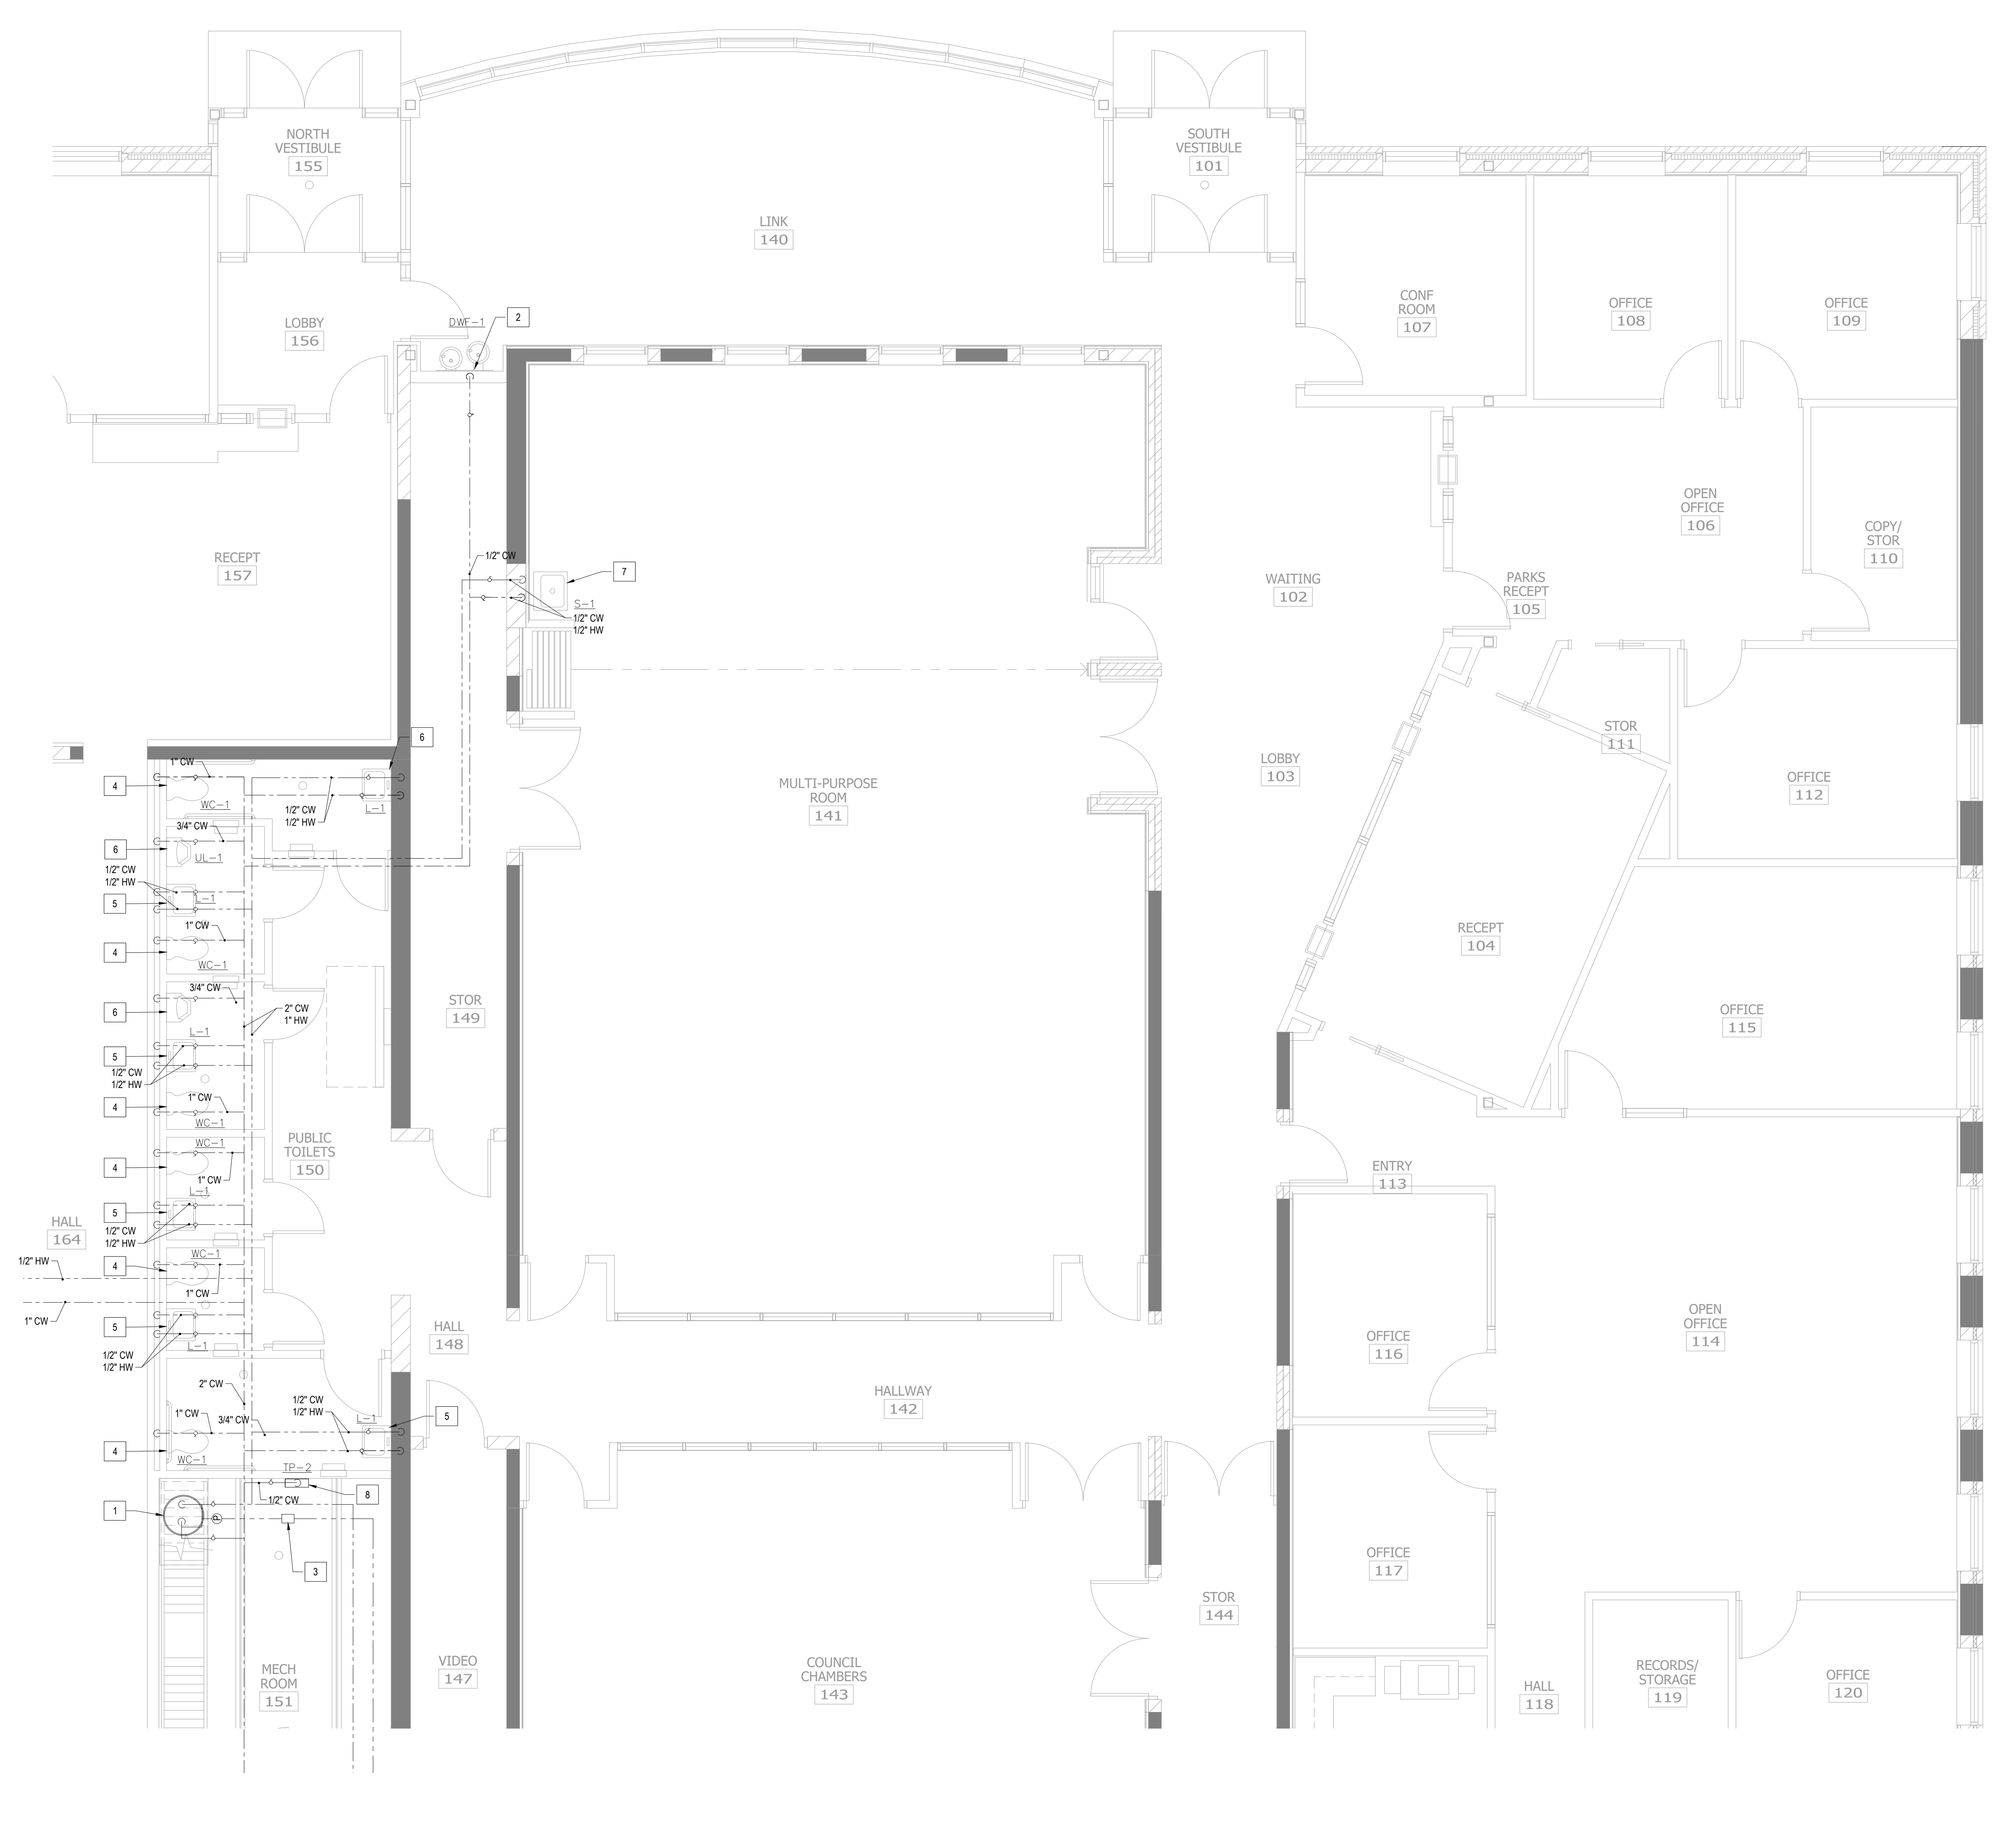 NORTH
VESTIBULE
155
SOUTH
VESTIBULE
101
LINK
140
CONF
ROOM
107
OFFICE
108
OFFICE
109
LOBBY
156
DWF-1
2
OPEN
OFFICE
106
COPY/
STOR
110
RECEPT
157
1/2" CW
7
S-1
1/2" CW
1/2" HW
WAITING
102
PARKS
RECEPT
105
STOR
111
6
LOBBY
103
OFFICE
112
MULTI-PURPOSE
ROOM
141
1" CW
4
WC-1
1/2" CW
1/2" HW
L-1
3/4" CW
6
UL-1
1/2" CW
1/2" HW
5
L-1
1" CW
4
WC-1
RECEPT
104
3/4" CW
6
2" CW
1" HW
STOR
149
OFFICE
115
L-1
5
1/2" CW
1/2" HW
1" CW
4
WC-1
PUBLIC
TOILETS
150
WC-1
4
1" CW
ENTRY
113
L-1
5
1/2" CW
1/2" HW
HALL
164
WC-1
4
1/2" HW
1" CW
1" CW
5
L-1
1/2" CW
1/2" HW
HALL
148
OPEN
OFFICE
114
OFFICE
116
2" CW
1/2" CW
1/2" HW
HALLWAY
142
1" CW
3/4" CW
L-1
5
4
WC-1
TP-2
8
1/2" CW
1
P
3
OFFICE
117
STOR
144
MECH
ROOM
151
VIDEO
147
COUNCIL
CHAMBERS
143
HALL
118
RECORDS/
STORAGE
119
OFFICE
120